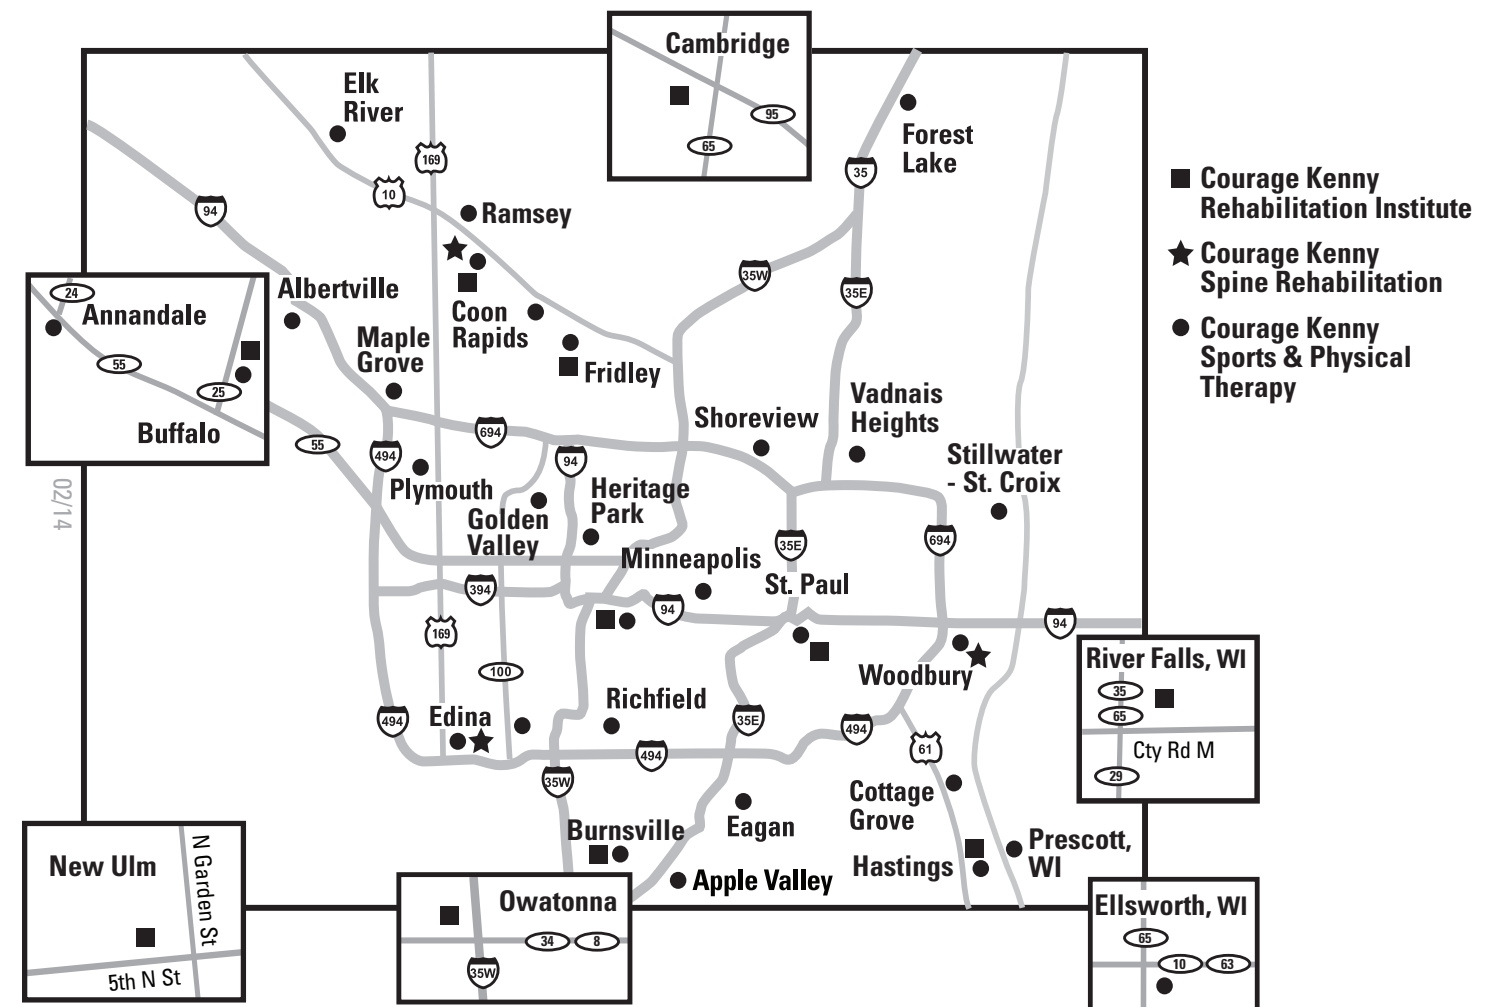 Cambridge
95
65
Elk
River
169
10
94
Ramsey
Coon
Rapids
Fridley
35
Forest
Lake
35W
35E
Courage Kenny
Rehabilitation Institute
Courage Kenny
Spine Rehabilitation
Courage Kenny
Sports & Physical
Therapy
24
Annandale
55
25
Buffalo
Albertville
Maple
Grove
55
494
694
94
Plymouth
Golden
Valley
Heritage
Park
Shoreview
Vadnais
Heights
Stillwater
- St. Croix
02/14
Minneapolis
St. Paul
35E
694
394
94
94
169
100
Woodbury
River Falls, WI
35
65
Cty Rd M
29
494
Edina
Richfield
35E
494
494
61
35W
Cottage
Grove
Burnsville
Eagan
Apple Valley
Hastings
Prescott,
WI
New Ulm
N Garden St
5th N St
Owatonna
34
8
35W
Ellsworth, WI
65
10
63